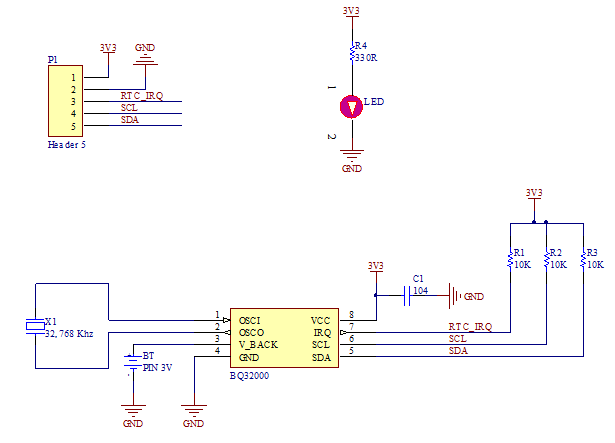 3V3
GND
P1
1
2
3
4
5
RTC_IRQ
SCL
SDA
Header 5
3V3
R4
330R
1
LED
2
GND
3V3
R1
10K
R2
10K
R3
10K
3V3
C1
104
GND
X1
32,768 Khz
1
2
3
4
OSCI
OSCO
V_BACK
GND
VCC
IRQ
SCL
SDA
8
7
6
5
RTC_IRQ
SCL
SDA
BQ32000
BT
PIN 3V
GND
GND